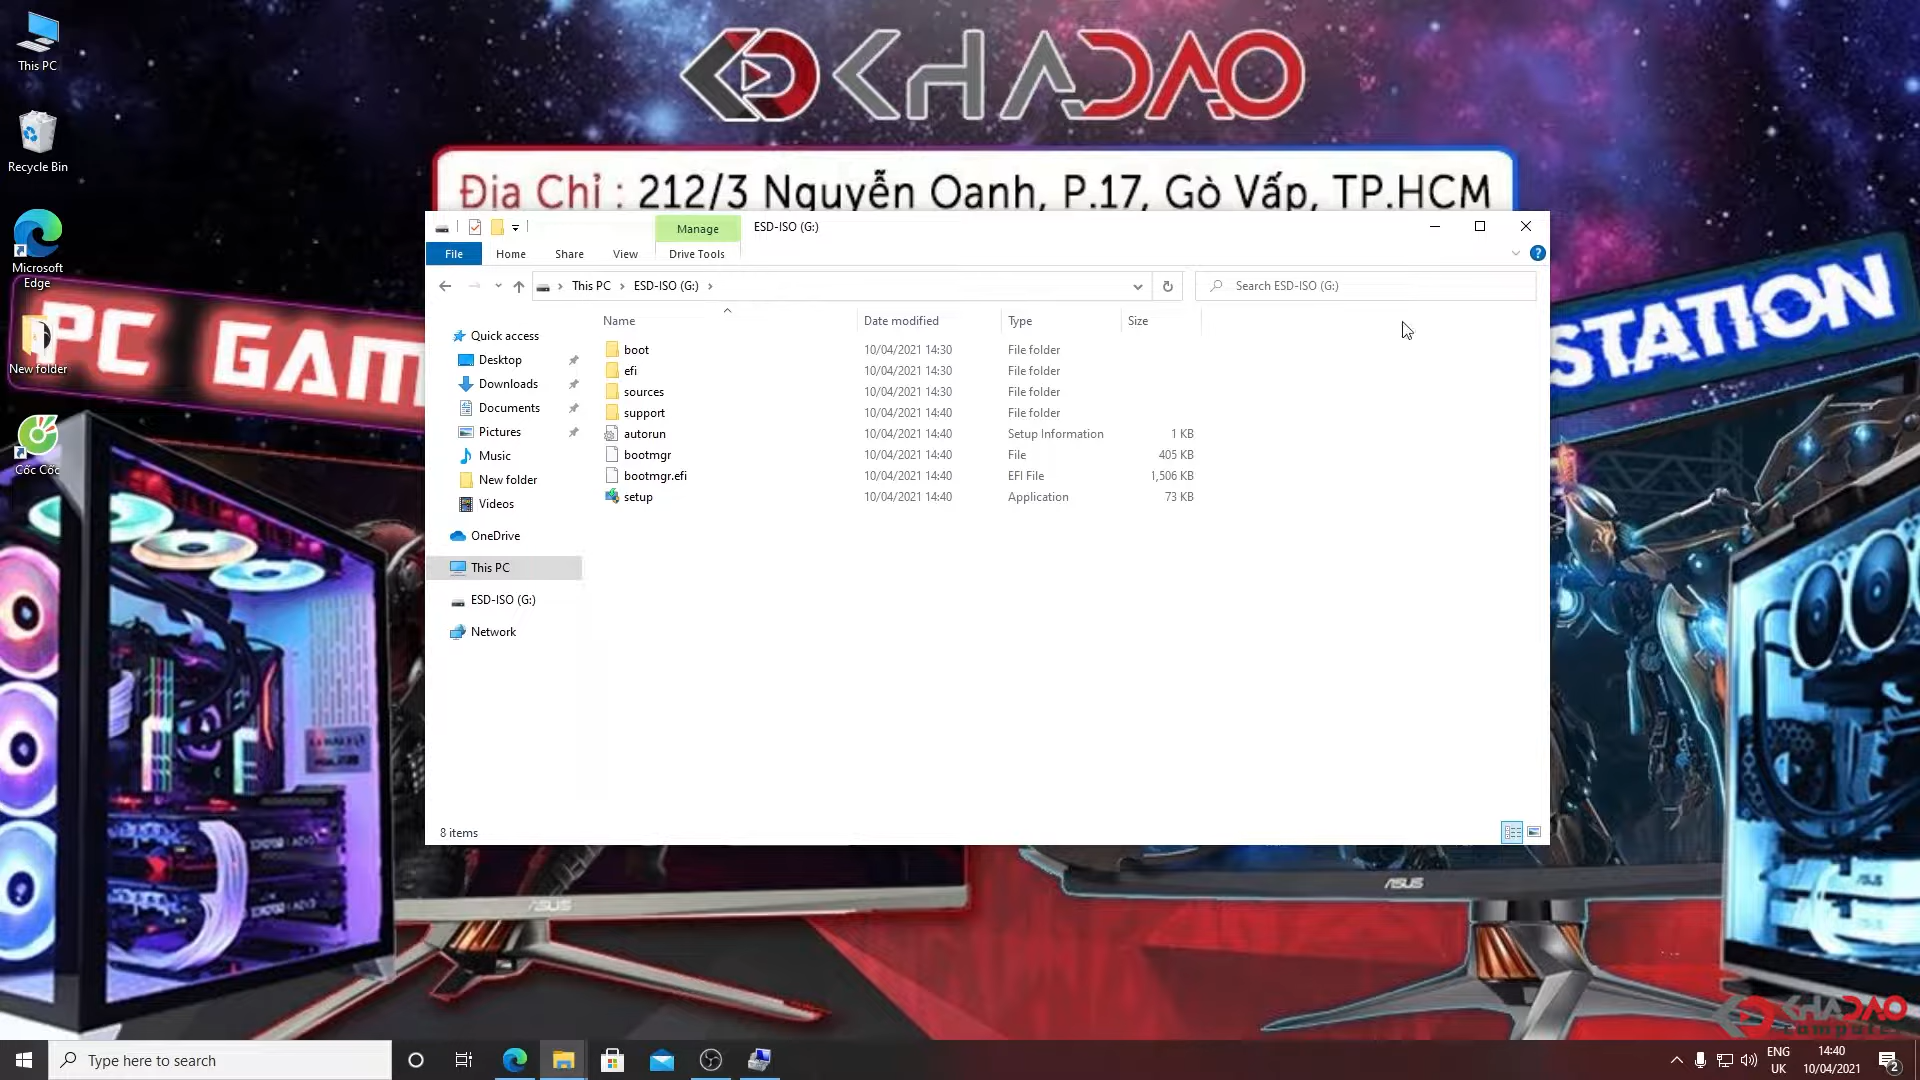 This PC
Recycle Bin
Microsoft
Edge
New folder
Cốc Cốc
KHADAO
Địa Chỉ : 212/3 Nguyễn Oanh, P.17, Gò Vấp, TP.HCM
PC GAM
STATION
Manage
ESD-ISO (G:)
File
Home
Share
View
Drive Tools
This PC
ESD-ISO (G:)
Search ESD-ISO (G:)
Quick access
Desktop
Downloads
Documents
Pictures
Music
New folder
Videos
OneDrive
This PC
ESD-ISO (G:)
Network
Name Date modified Type Size
boot 10/04/2021 14:30 File folder
efi 10/04/2021 14:30 File folder
sources 10/04/2021 14:30 File folder
support 10/04/2021 14:40 File folder
autorun 10/04/2021 14:40 Setup Information 1 KB
bootmgr 10/04/2021 14:40 File 405 KB
bootmgr.efi 10/04/2021 14:40 EFI File 1,506 KB
setup 10/04/2021 14:40 Application 73 KB
8 items
ASUS
ASUS
KHADAO
computer
Type here to search
ENG
UK
14:40
10/04/2021
2